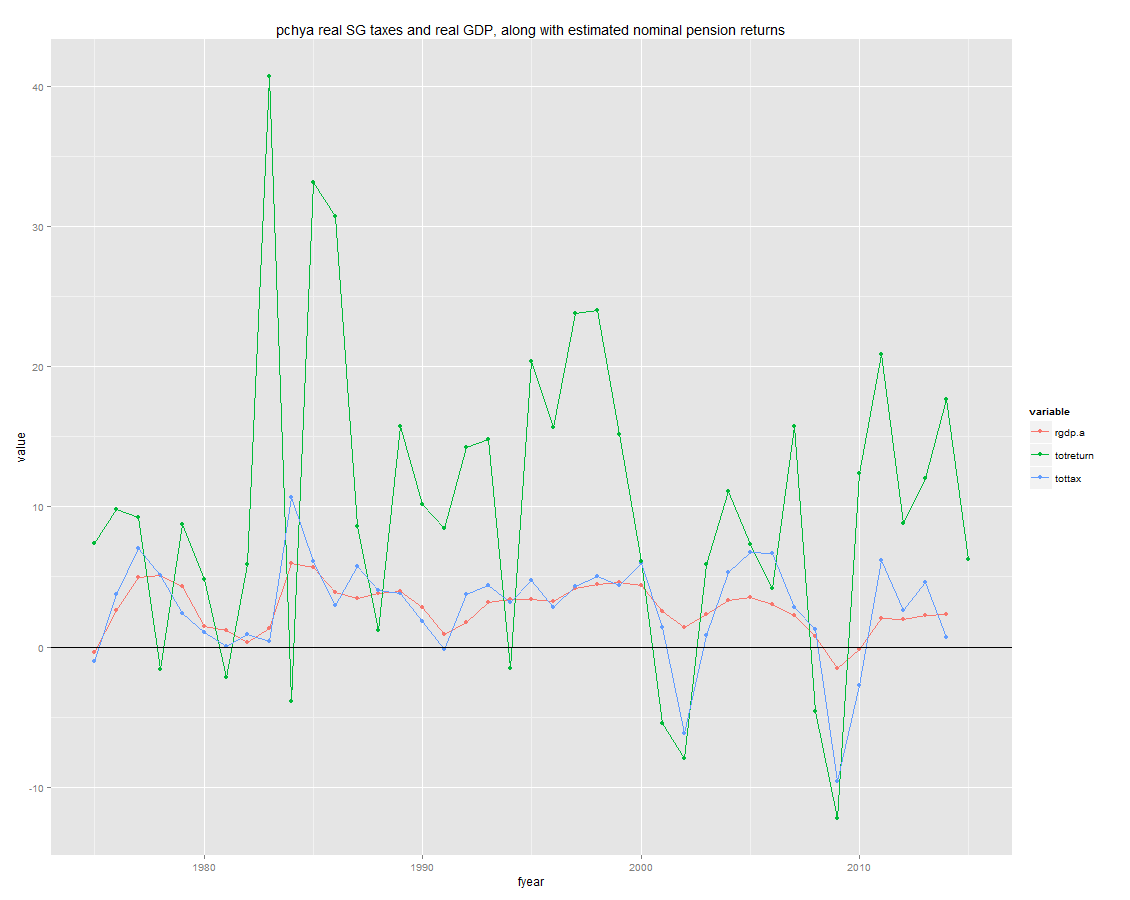 pchya real SG taxes and real GDP, along with estimated nominal pension returns
40
30
20
10
0
-10
value
1980
1990
2000
2010
fyear
variable
rgdp.a
totreturn
tottax